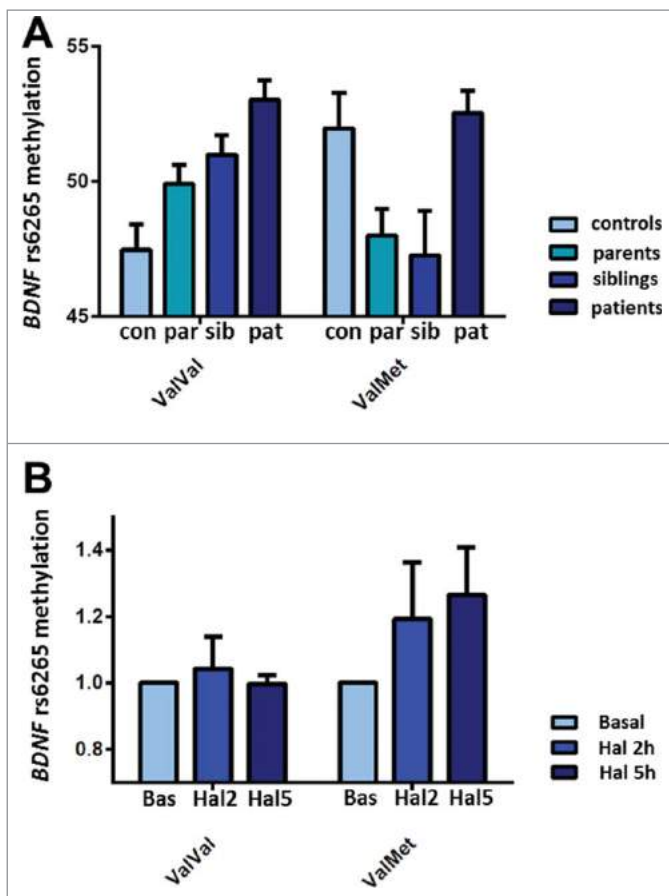 A
BDNF rs6265 methylation
55
50
45
con par sib pat con par sib pat
ValVal ValMet
controls
parents
siblings
patients
B
BDNF rs6265 methylation
1.4
1.2
1.0
0.8
Bas Hal2 Hal5 Bas Hal2 Hal5
ValVal ValMet
Basal
Hal 2h
Hal 5h